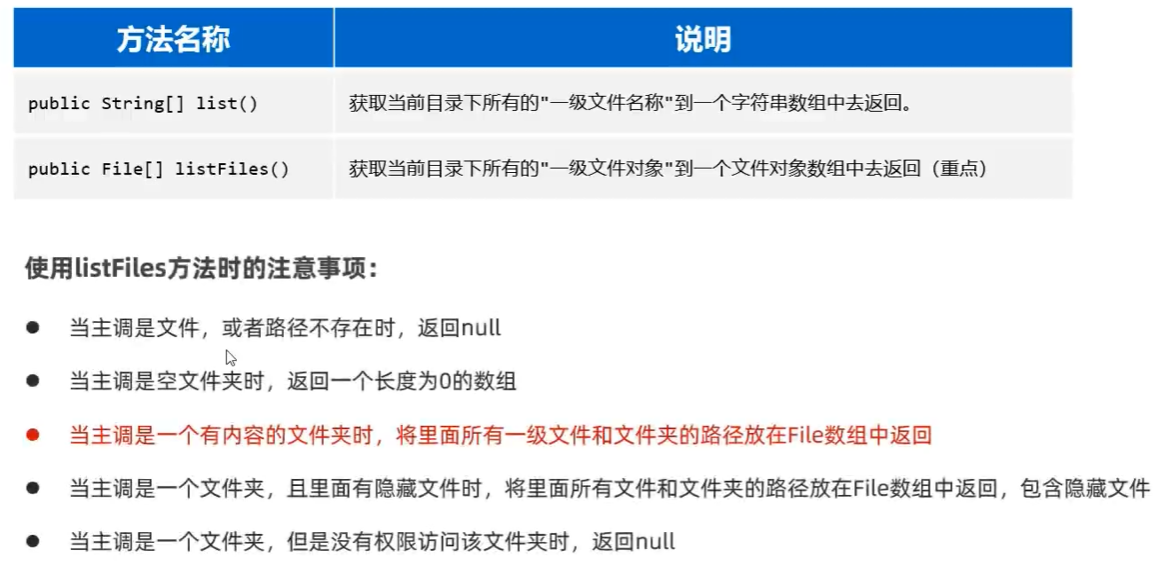 方法名称 说明
public String[] list() 获取当前目录下所有的"一级文件名称"到一个字符串数组中去返回。
public File[] listFiles() 获取当前目录下所有的"一级文件对象"到一个文件对象数组中去返回（重点）
使用listFiles方法时的注意事项：
● 当主调是文件，或者路径不存在时，返回null
● 当主调是空文件夹时，返回一个长度为0的数组
● 当主调是一个有内容的文件夹时，将里面所有一级文件和文件夹的路径放在File数组中返回
● 当主调是一个文件夹，且里面有隐藏文件时，将里面所有文件和文件夹的路径放在File数组中返回，包含隐藏文件
● 当主调是一个文件夹，但是没有权限访问该文件夹时，返回null